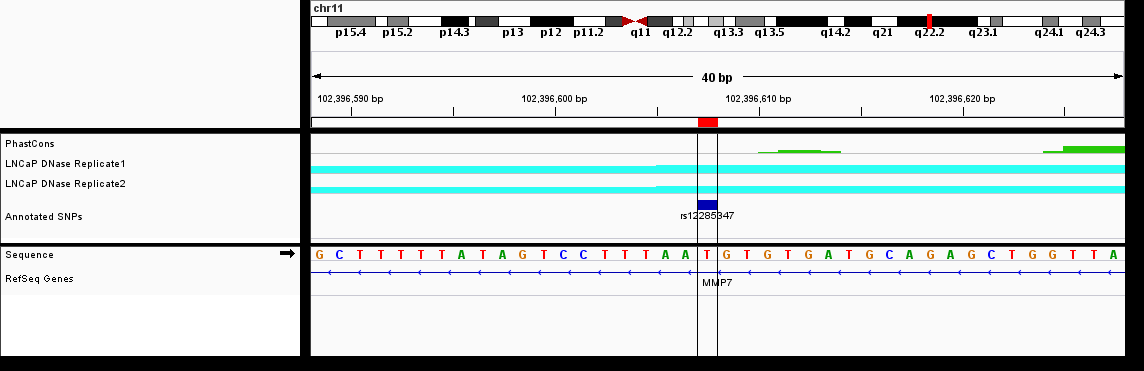 chr11
p15.4 p15.2 p14.3 p13 p12 p11.2 q11 q12.2 q13.3 q13.5 q14.2 q21 q22.2 q23.1 q24.1 q24.3
40 bp
102,396,590 bp 102,396,600 bp 102,396,610 bp 102,396,620 bp
PhastCons
LNCaP DNase Replicate1
LNCaP DNase Replicate2
Annotated SNPs
rs12285347
Sequence
G C T T T T T A T A G T C C T T T A A T G T G T G A T G C A G A G C T G G T T A
RefSeq Genes
MMP7